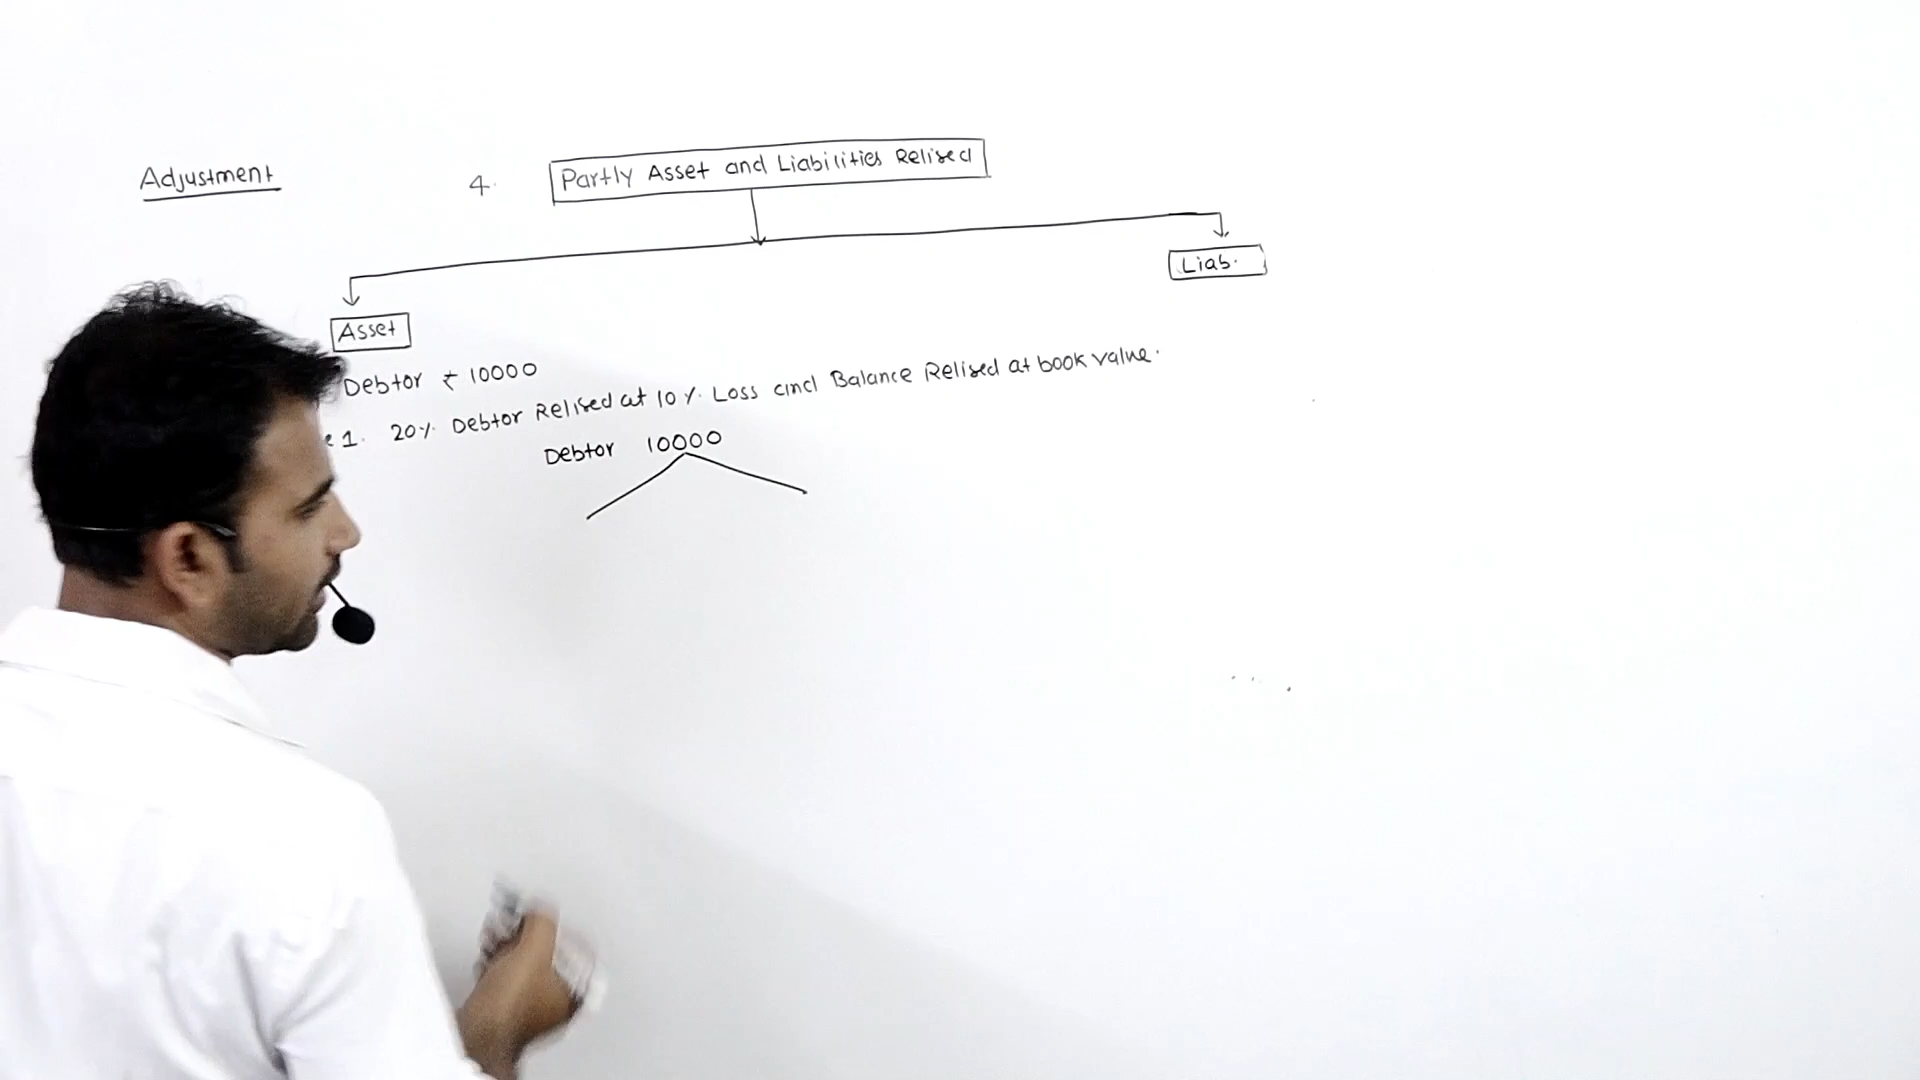 Adjustment
4. Partly Asset and Liabilities Relised
Liab.
Asset
Debtor ₹ 10000
e 1. 20% Debtor Relised at 10%. Loss and Balance Relised at book value.
Debtor 10000